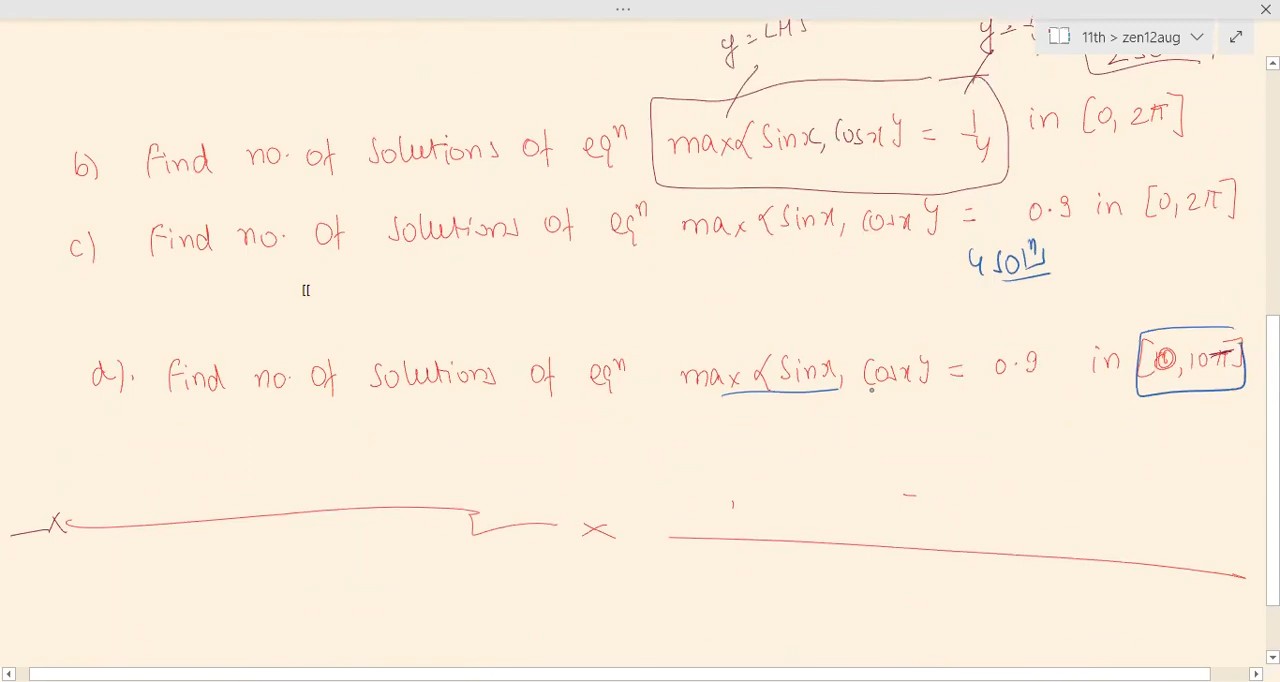 11th > zen12aug
y = LHS
y =
b) find no. of solutions of eqⁿ max{sinx, cosx} = 1/4 in [0, 2π]
c) find no. of solutions of eqⁿ max{sinx, cosx} = 0.9 in [0, 2π]
4 solⁿs
d). find no. of solutions of eqⁿ max{sinx, cosx} = 0.9 in [0, 10π]